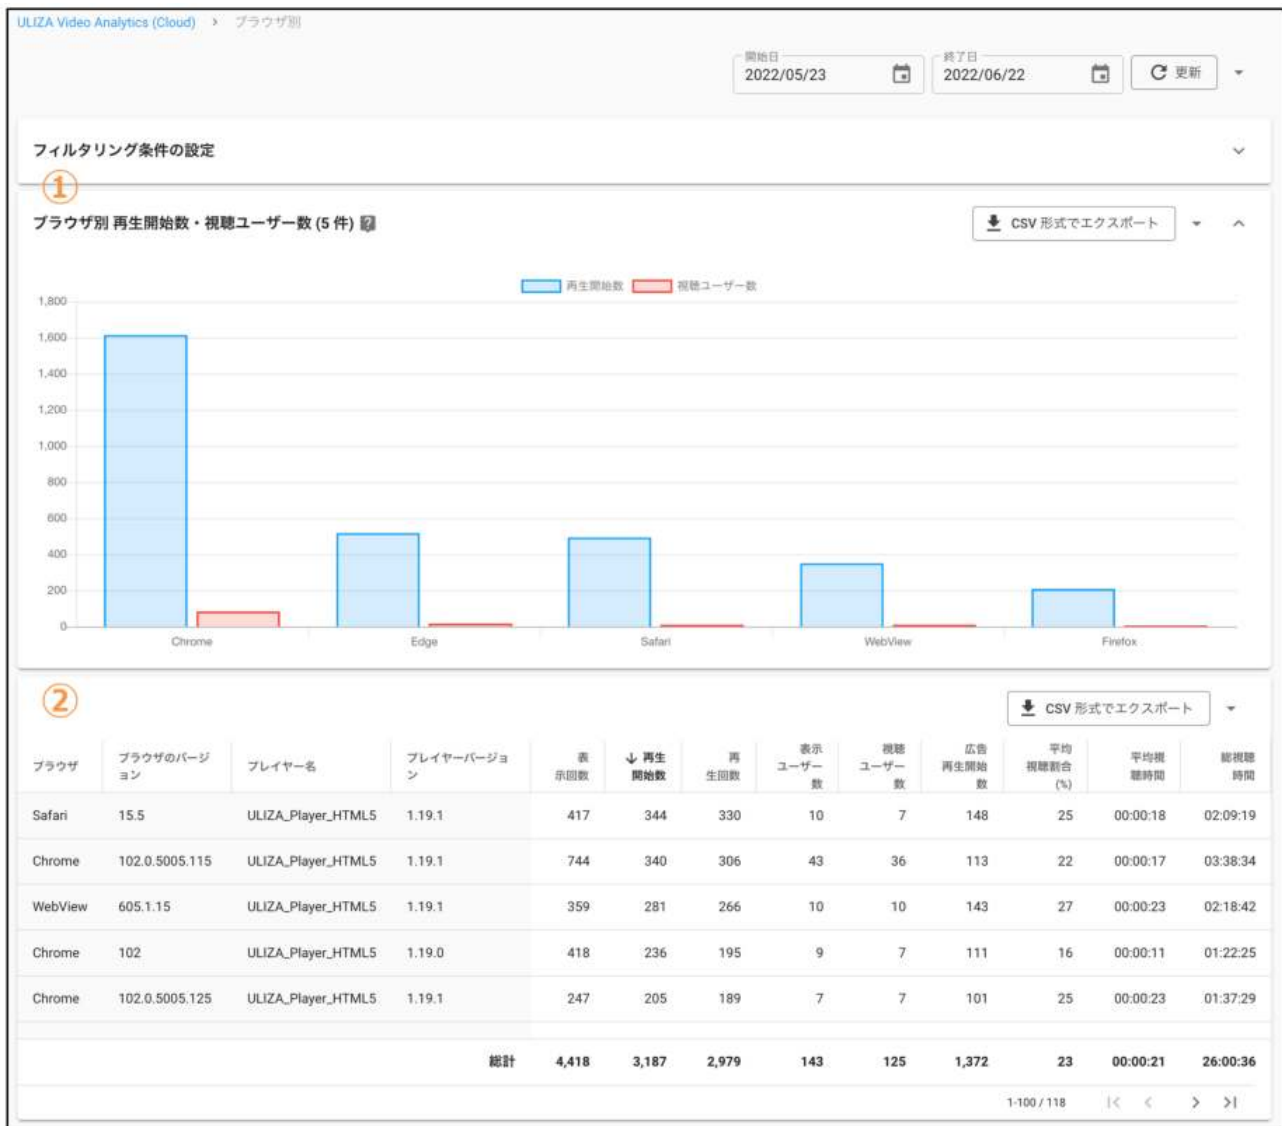 ULIZA Video Analytics (Cloud) > ブラウザ別
開始日
2022/05/23
終了日
2022/06/22
更新
フィルタリング条件の設定
①
ブラウザ別 再生開始数・視聴ユーザー数 (5 件) ?
CSV 形式でエクスポート
再生開始数 視聴ユーザー数
1,800
1,600
1,400
1,200
1,000
800
600
400
200
0
Chrome Edge Safari WebView Firefox
②
CSV 形式でエクスポート
ブラウザ ブラウザのバージョン プレイヤー名 プレイヤーバージョン 表示回数 ↓ 再生開始数 再生回数 表示ユーザー数 視聴ユーザー数 広告再生開始数 平均視聴割合(%) 平均視聴時間 総視聴時間
Safari 15.5 ULIZA_Player_HTML5 1.19.1 417 344 330 10 7 148 25 00:00:18 02:09:19
Chrome 102.0.5005.115 ULIZA_Player_HTML5 1.19.1 744 340 306 43 36 113 22 00:00:17 03:38:34
WebView 605.1.15 ULIZA_Player_HTML5 1.19.1 359 281 266 10 10 143 27 00:00:23 02:18:42
Chrome 102 ULIZA_Player_HTML5 1.19.0 418 236 195 9 7 111 16 00:00:11 01:22:25
Chrome 102.0.5005.125 ULIZA_Player_HTML5 1.19.1 247 205 189 7 7 101 25 00:00:23 01:37:29
総計 4,418 3,187 2,979 143 125 1,372 23 00:00:21 26:00:36
1-100 / 118